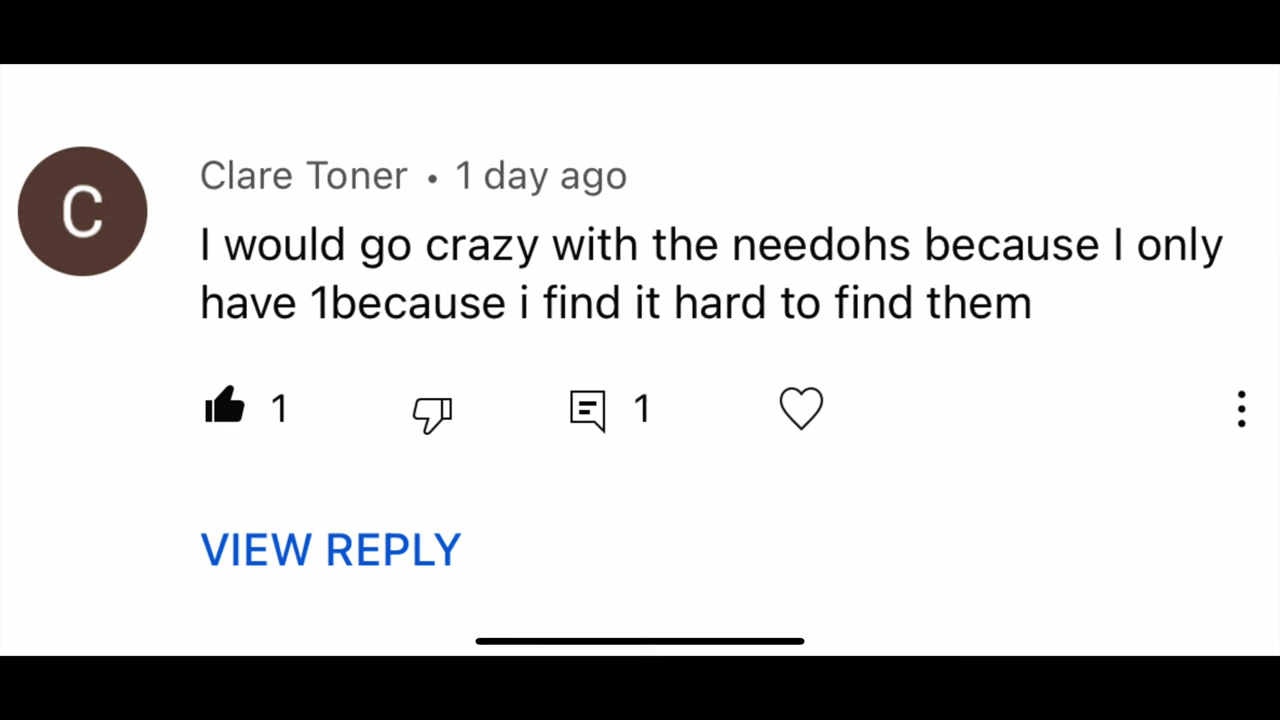 C
Clare Toner • 1 day ago
I would go crazy with the needohs because I only
have 1because i find it hard to find them
1 1
VIEW REPLY